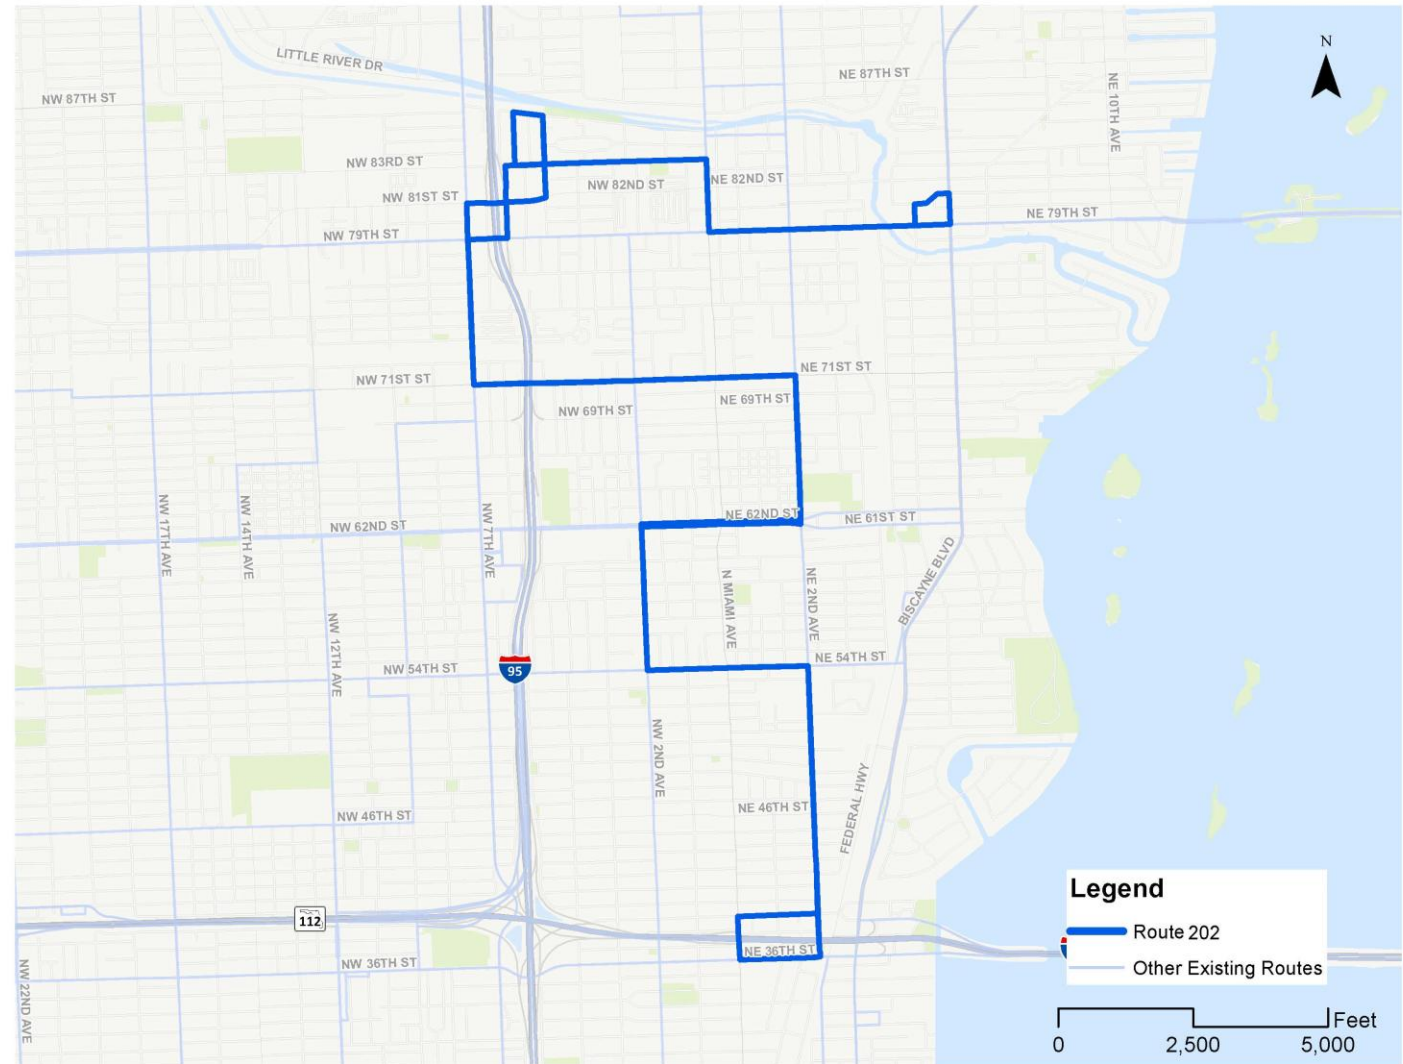 N
LITTLE RIVER DR
NE 87TH ST
NW 87TH ST
NE 10TH AVE
NW 83RD ST
NW 82ND ST
NE 82ND ST
NW 81ST ST
NE 79TH ST
NW 79TH ST
NE 71ST ST
NW 71ST ST
NE 69TH ST
NW 69TH ST
NW 17TH AVE
NW 14TH AVE
NW 7TH AVE
NE 62ND ST
NE 61ST ST
NW 62ND ST
BISCAYNE BLVD
N MIAMI AVE
NE 2ND AVE
NW 12TH AVE
NE 54TH ST
NW 54TH ST
95
NW 2ND AVE
FEDERAL HWY
NE 46TH ST
NW 46TH ST
112
NE 36TH ST
NW 36TH ST
NW 22ND AVE
Legend
Route 202
Other Existing Routes
Feet
0 2,500 5,000